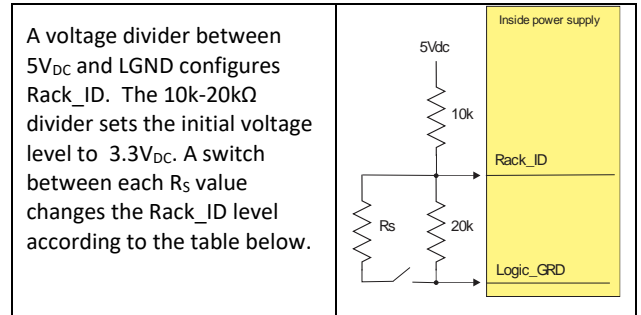 A voltage divider between
5VDC and LGND configures
Rack_ID. The 10k-20kΩ
divider sets the initial voltage
level to 3.3VDC. A switch
between each RS value
changes the Rack_ID level
according to the table below.
Inside power supply
5Vdc
10k
Rack_ID
Rs
20k
Logic_GRD